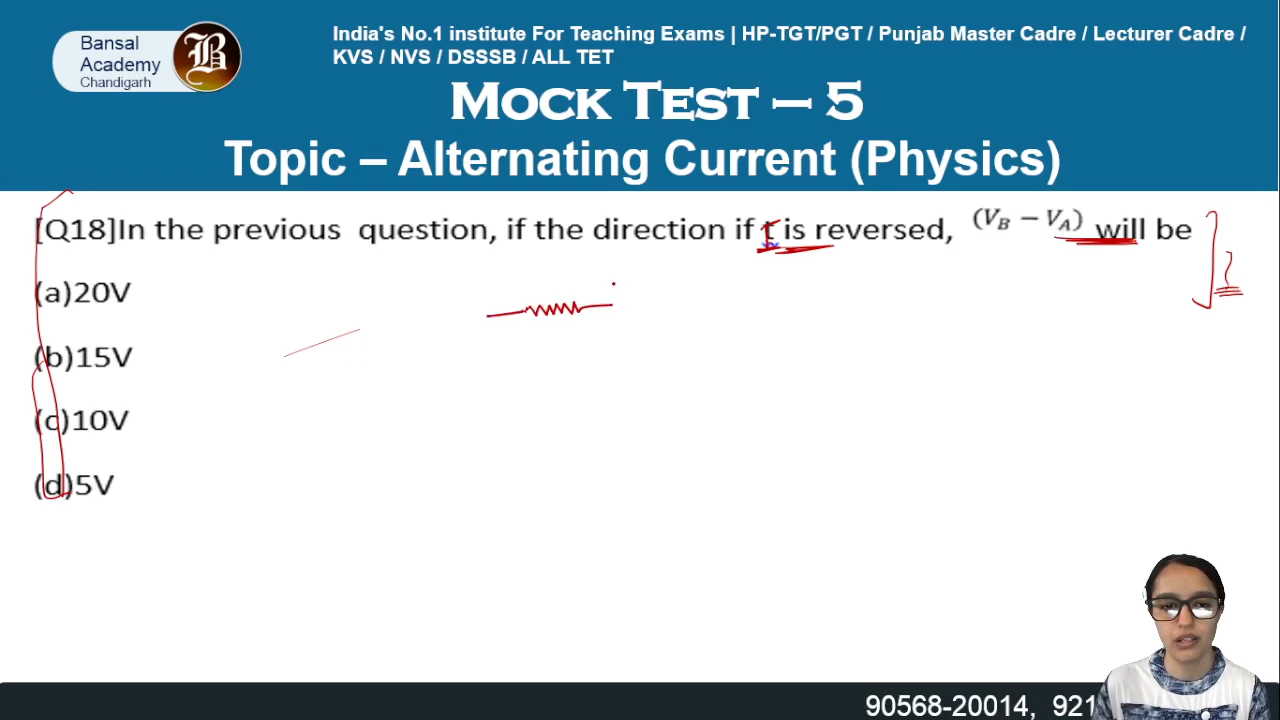 Bansal
Academy
Chandigarh
B
India's No.1 institute For Teaching Exams | HP-TGT/PGT / Punjab Master Cadre / Lecturer Cadre /
KVS / NVS / DSSSB / ALL TET
MOCK TEST – 5
Topic – Alternating Current (Physics)
[Q18]In the previous question, if the direction if is reversed, (V_B − V_A) will be
(a)20V
(b)15V
(c)10V
(d)5V
90568-20014, 921